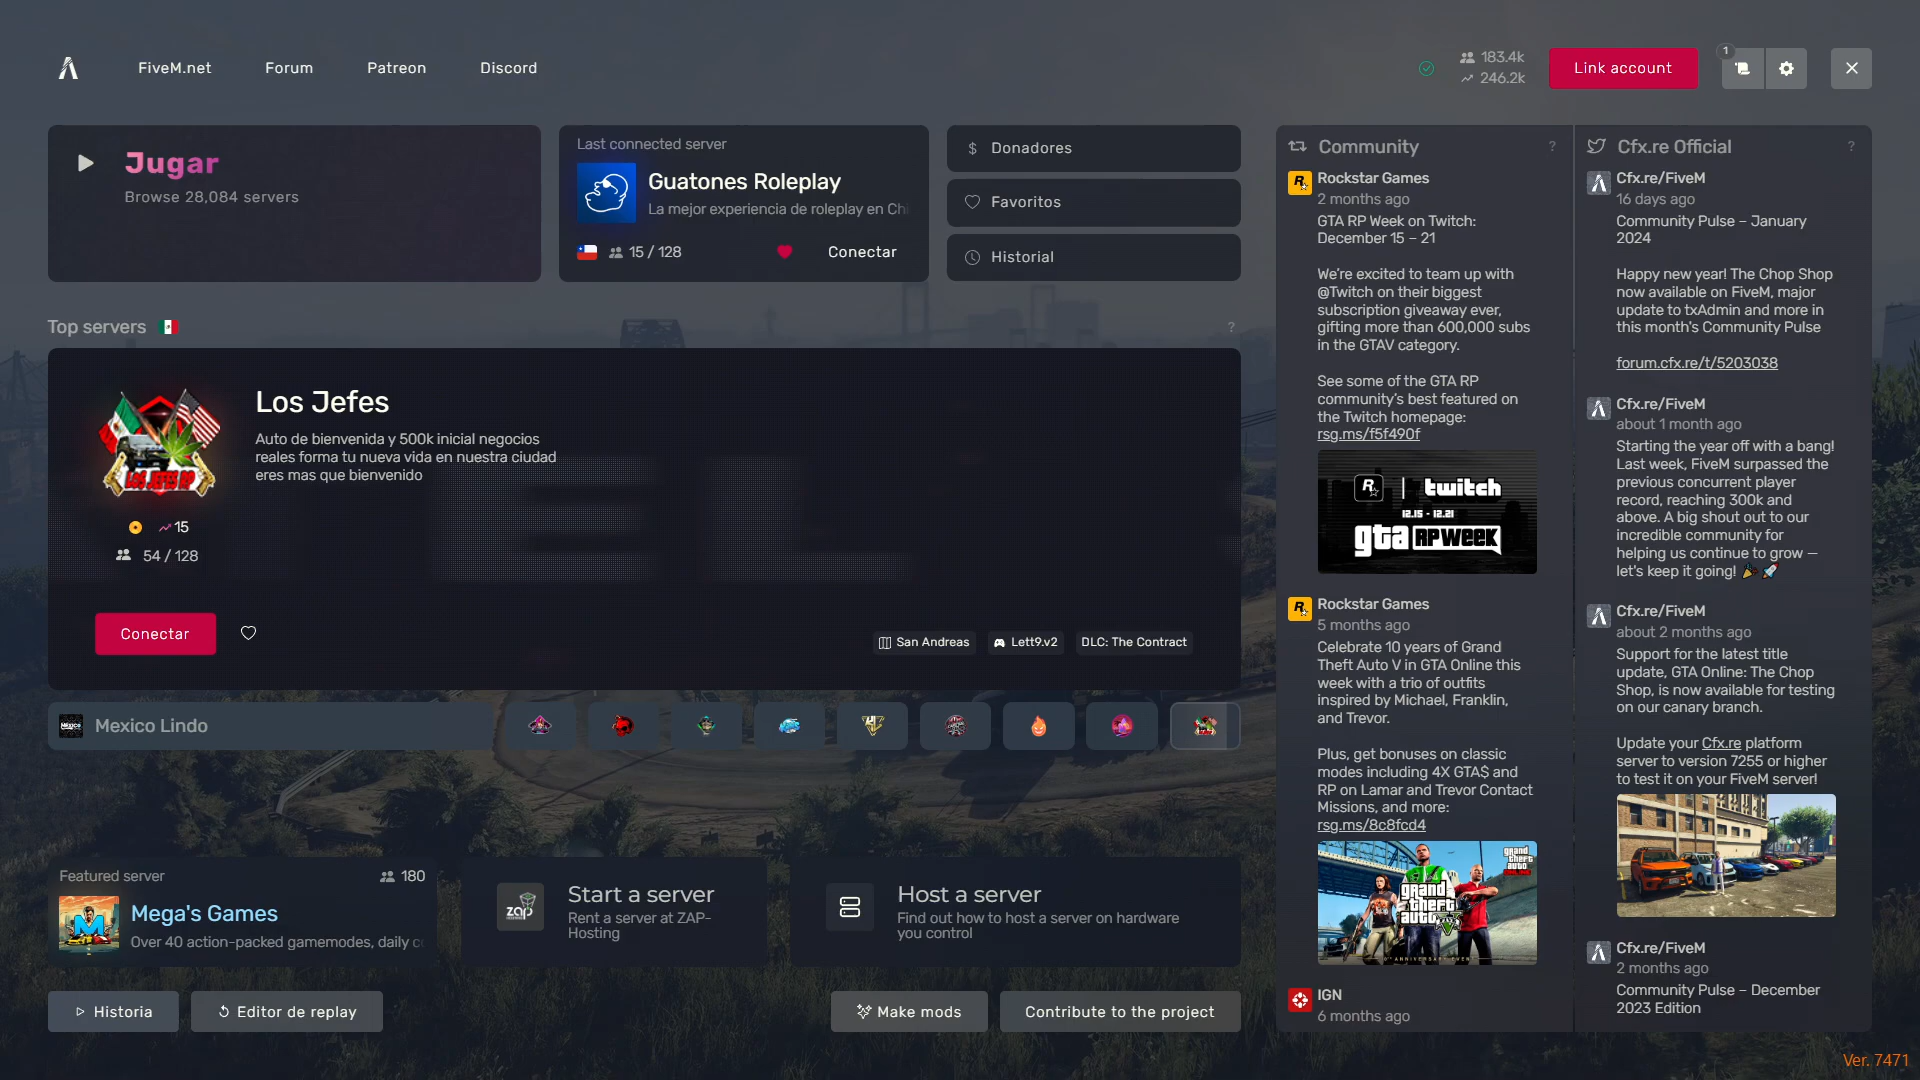 FiveM.net
Forum
Patreon
Discord
183.4k
246.2k
Link account
1
Jugar
Browse 28,084 servers
Last connected server
Guatones Roleplay
La mejor experiencia de roleplay en Chi
15 / 128
Conectar
Donadores
Favoritos
Historial
Top servers
?
Los Jefes
Auto de bienvenida y 500k inicial negocios
reales forma tu nueva vida en nuestra ciudad
eres mas que bienvenido
LOS JEFES RP
15
54 / 128
Conectar
San Andreas
Lett9.v2
DLC: The Contract
Mexico Lindo
Featured server
180
Mega's Games
Over 40 action-packed gamemodes, daily c
zap
Start a server
Rent a server at ZAP-
Hosting
Host a server
Find out how to host a server on hardware
you control
Historia
Editor de replay
Make mods
Contribute to the project
Community
?
Rockstar Games
2 months ago
GTA RP Week on Twitch:
December 15 – 21
We're excited to team up with
@Twitch on their biggest
subscription giveaway ever,
gifting more than 600,000 subs
in the GTAV category.
See some of the GTA RP
community's best featured on
the Twitch homepage:
rsg.ms/f5f490f
R | twitch
12.15 - 12.21
gta RP WEEK
Rockstar Games
5 months ago
Celebrate 10 years of Grand
Theft Auto V in GTA Online this
week with a trio of outfits
inspired by Michael, Franklin,
and Trevor.
Plus, get bonuses on classic
modes including 4X GTA$ and
RP on Lamar and Trevor Contact
Missions, and more:
rsg.ms/8c8fcd4
grand
theft
auto
V
IGN
6 months ago
Cfx.re Official
?
Cfx.re/FiveM
16 days ago
Community Pulse – January
2024
Happy new year! The Chop Shop
now available on FiveM, major
update to txAdmin and more in
this month's Community Pulse
forum.cfx.re/t/5203038
Cfx.re/FiveM
about 1 month ago
Starting the year off with a bang!
Last week, FiveM surpassed the
previous concurrent player
record, reaching 300k and
above. A big shout out to our
incredible community for
helping us continue to grow —
let's keep it going! 🎉🚀
Cfx.re/FiveM
about 2 months ago
Support for the latest title
update, GTA Online: The Chop
Shop, is now available for testing
on our canary branch.
Update your Cfx.re platform
server to version 7255 or higher
to test it on your FiveM server!
Cfx.re/FiveM
2 months ago
Community Pulse – December
2023 Edition
Ver. 7471